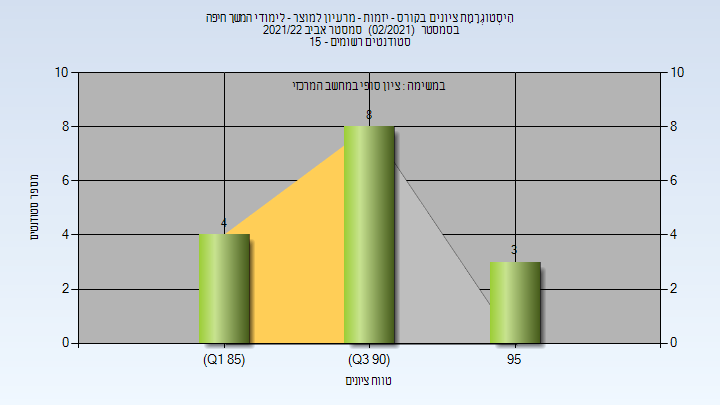 הִיסְטוֹגְרָמַת ציונים בקורס - יזמות - מרעיון למוצר - לימודי המשך חיפה
בסמסטר (02/2021) סמסטר אביב 2021/22
סטודנטים רשומים - 15
במשימה : ציון סופי במחשב המרכזי
10 10
8 8
6 6
4 4
2 2
0 0
4
8
3
מספר סטודנטים
(Q1 85) (Q3 90) 95
טווח ציונים